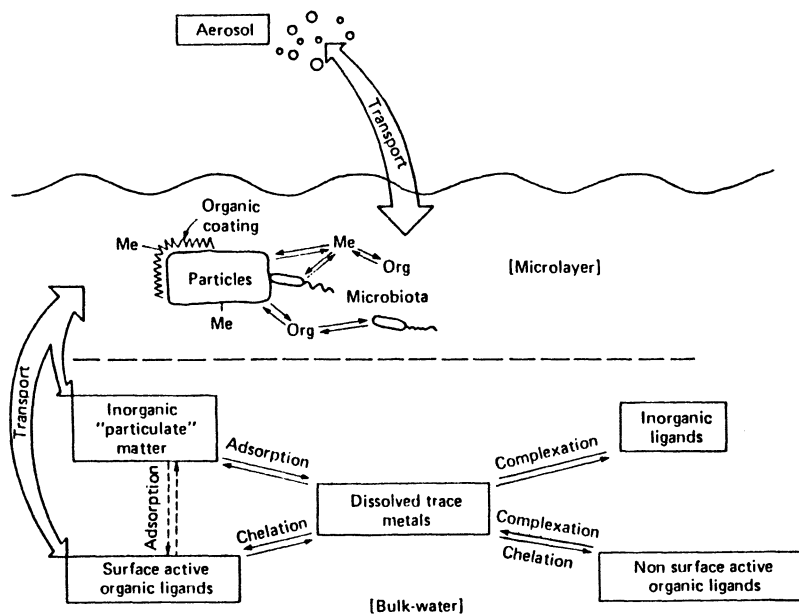 Aerosol
Transport
Organic
coating
Me
Me
Org
[Microlayer]
Particles
Microbiota
Me
Org
Transport
Inorganic
"particulate"
matter
Adsorption
Complexation
Inorganic
ligands
Adsorption
Dissolved trace
metals
Chelation
Complexation
Chelation
Surface active
organic ligands
Non surface active
organic ligands
[Bulk-water]